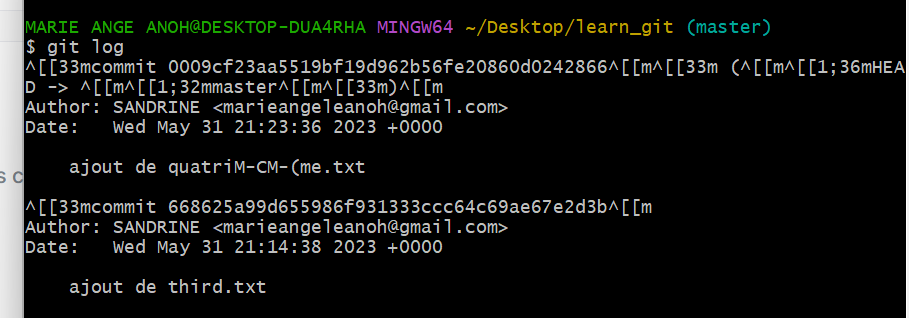 MARIE ANGE ANOH@DESKTOP-DUA4RHA MINGW64 ~/Desktop/learn_git (master)
$ git log
^[[33mcommit 0009cf23aa5519bf19d962b56fe20860d0242866^[[m^[[33m (^[[m^[[1;36mHEA
D -> ^[[m^[[1;32mmaster^[[m^[[33m)^[[m
Author: SANDRINE <marieangeleanoh@gmail.com>
Date:   Wed May 31 21:23:36 2023 +0000
    ajout de quatriM-CM-(me.txt
^[[33mcommit 668625a99d655986f931333ccc64c69ae67e2d3b^[[m
Author: SANDRINE <marieangeleanoh@gmail.com>
Date:   Wed May 31 21:14:38 2023 +0000
    ajout de third.txt